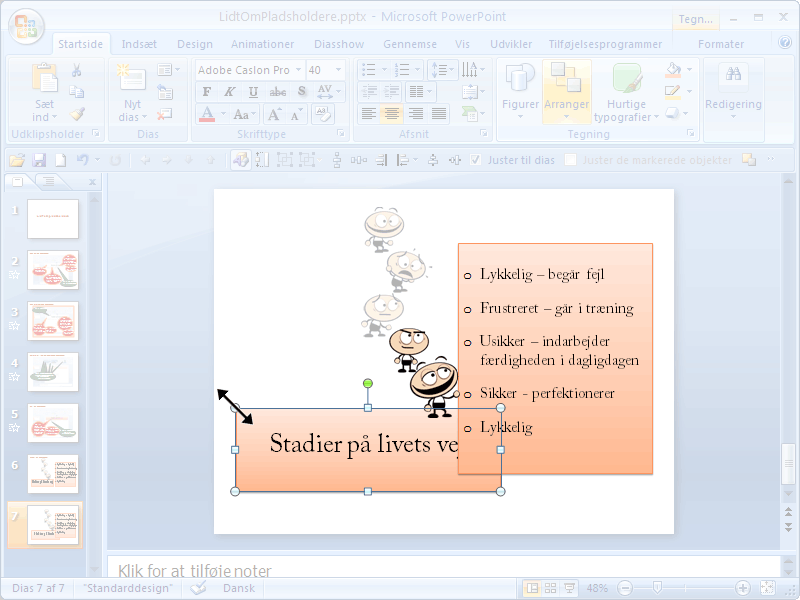 LidtOmPladsholdere.pptx - Microsoft PowerPoint
Tegn...
Startside Indsæt Design Animationer Diasshow Gennemse Vis Udvikler Tilføjelsesprogrammer Formater
Sæt ind
Udklipsholder
Nyt dias
Dias
Adobe Caslon Pro 40
F K U abc S AV
A Aa A A
Skrifttype
Afsnit
Figurer Arranger Hurtige typografier
Tegning
Redigering
Juster til dias Juster de markerede objekter
1
2
3
4
5
6
7
Lykkelig – begår fejl
Frustreret – går i træning
Usikker – indarbejder
færdigheden i dagligdagen
Sikker - perfektionerer
Lykkelig
Stadier på livets ve
Klik for at tilføje noter
Dias 7 af 7 "Standarddesign" Dansk 48%